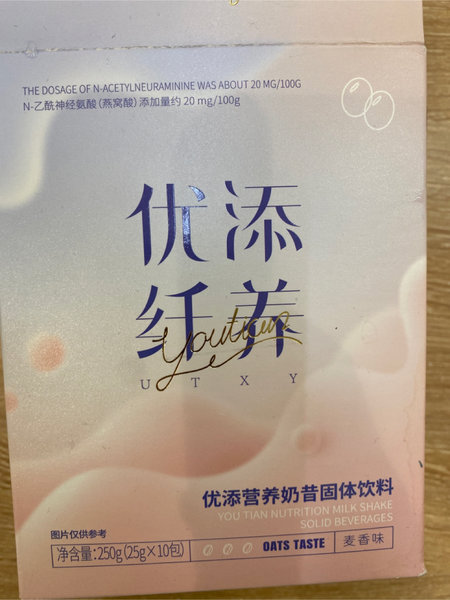 THE DOSAGE OF N-ACETYLNEURAMININE WAS ABOUT 20 MG/100G
N-乙酰神经氨酸(燕窝酸)添加量约 20 mg/100g
优添
纤养
Youtian
UTXY
优添营养奶昔固体饮料
YOU TIAN NUTRITION MILK SHAKE
SOLID BEVERAGES
图片仅供参考
净含量:250g(25g×10包) OATS TASTE 麦香味